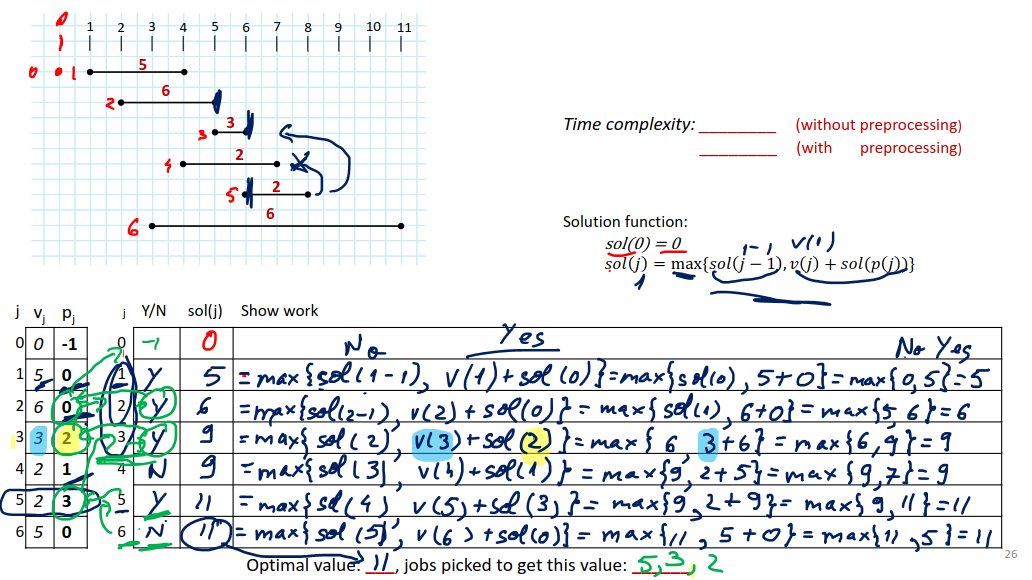 0
1 2 3 4 5 6 7 8 9 10 11
0 1 5
2 6
3 3
4 2
5 2
6 6
Time complexity: ________ (without preprocessing)
________ (with preprocessing)
Solution function:
sol(0) = 0
1-1 v(1)
sol(j) = max{sol(j − 1), v(j) + sol(p(j))}
1
j vj pj j Y/N sol(j) Show work
No Yes No Yes
0 0 -1 0 -1 0
1 5 0 1 Y 5 =max{sol(1-1), v(1)+sol(0)}=max{sol(0), 5+0}=max{0,5}=5
2 6 0 2 Y 6 =max{sol(2-1), v(2)+sol(0)}=max{sol(1), 6+0}=max{5 6}=6
3 3 2 3 Y 9 =max{sol(2), v(3)+sol(2)}=max{6 3+6}=max{6,9}=9
4 2 1 4 N 9 =max{sol(3), v(4)+sol(1)}=max{9, 2+5}=max{9,7}=9
5 2 3 5 Y 11 =max{sol(4), v(5)+sol(3)}=max{9,2+9}=max{9,11}=11
6 5 0 6 N 11 =max{sol(5), v(6)+sol(0)}=max{11, 5+0}=max{11,5}=11
Optimal value: 11, jobs picked to get this value: 5,3,2
26